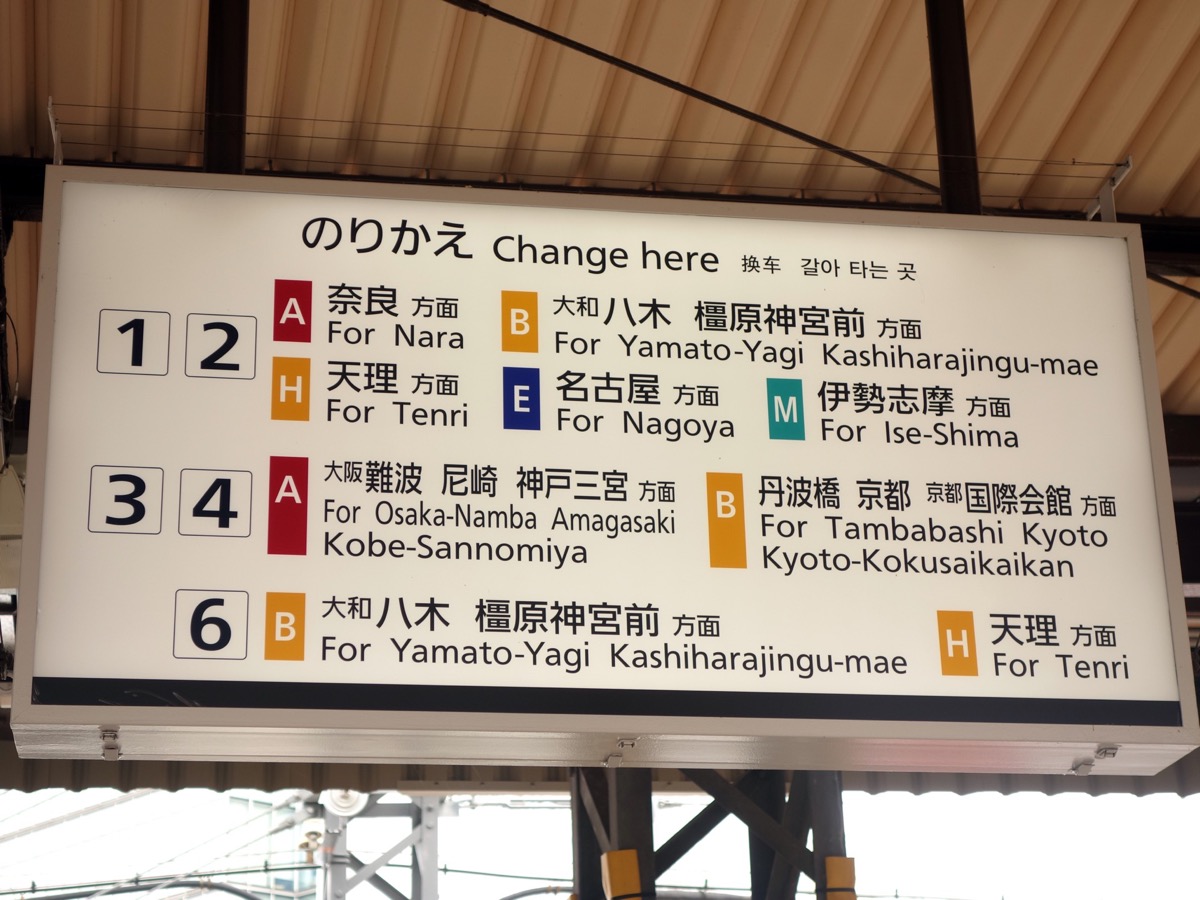 のりかえ Change here 换车 갈아 타는 곳
1 2
A 奈良 方面
For Nara
B 大和八木 橿原神宮前 方面
For Yamato-Yagi Kashiharajingu-mae
H 天理 方面
For Tenri
E 名古屋 方面
For Nagoya
M 伊勢志摩 方面
For Ise-Shima
3 4
A 大阪難波 尼崎 神戸三宮 方面
For Osaka-Namba Amagasaki
Kobe-Sannomiya
B 丹波橋 京都 京都国際会館 方面
For Tambabashi Kyoto
Kyoto-Kokusaikaikan
6
B 大和八木 橿原神宮前 方面
For Yamato-Yagi Kashiharajingu-mae
H 天理 方面
For Tenri